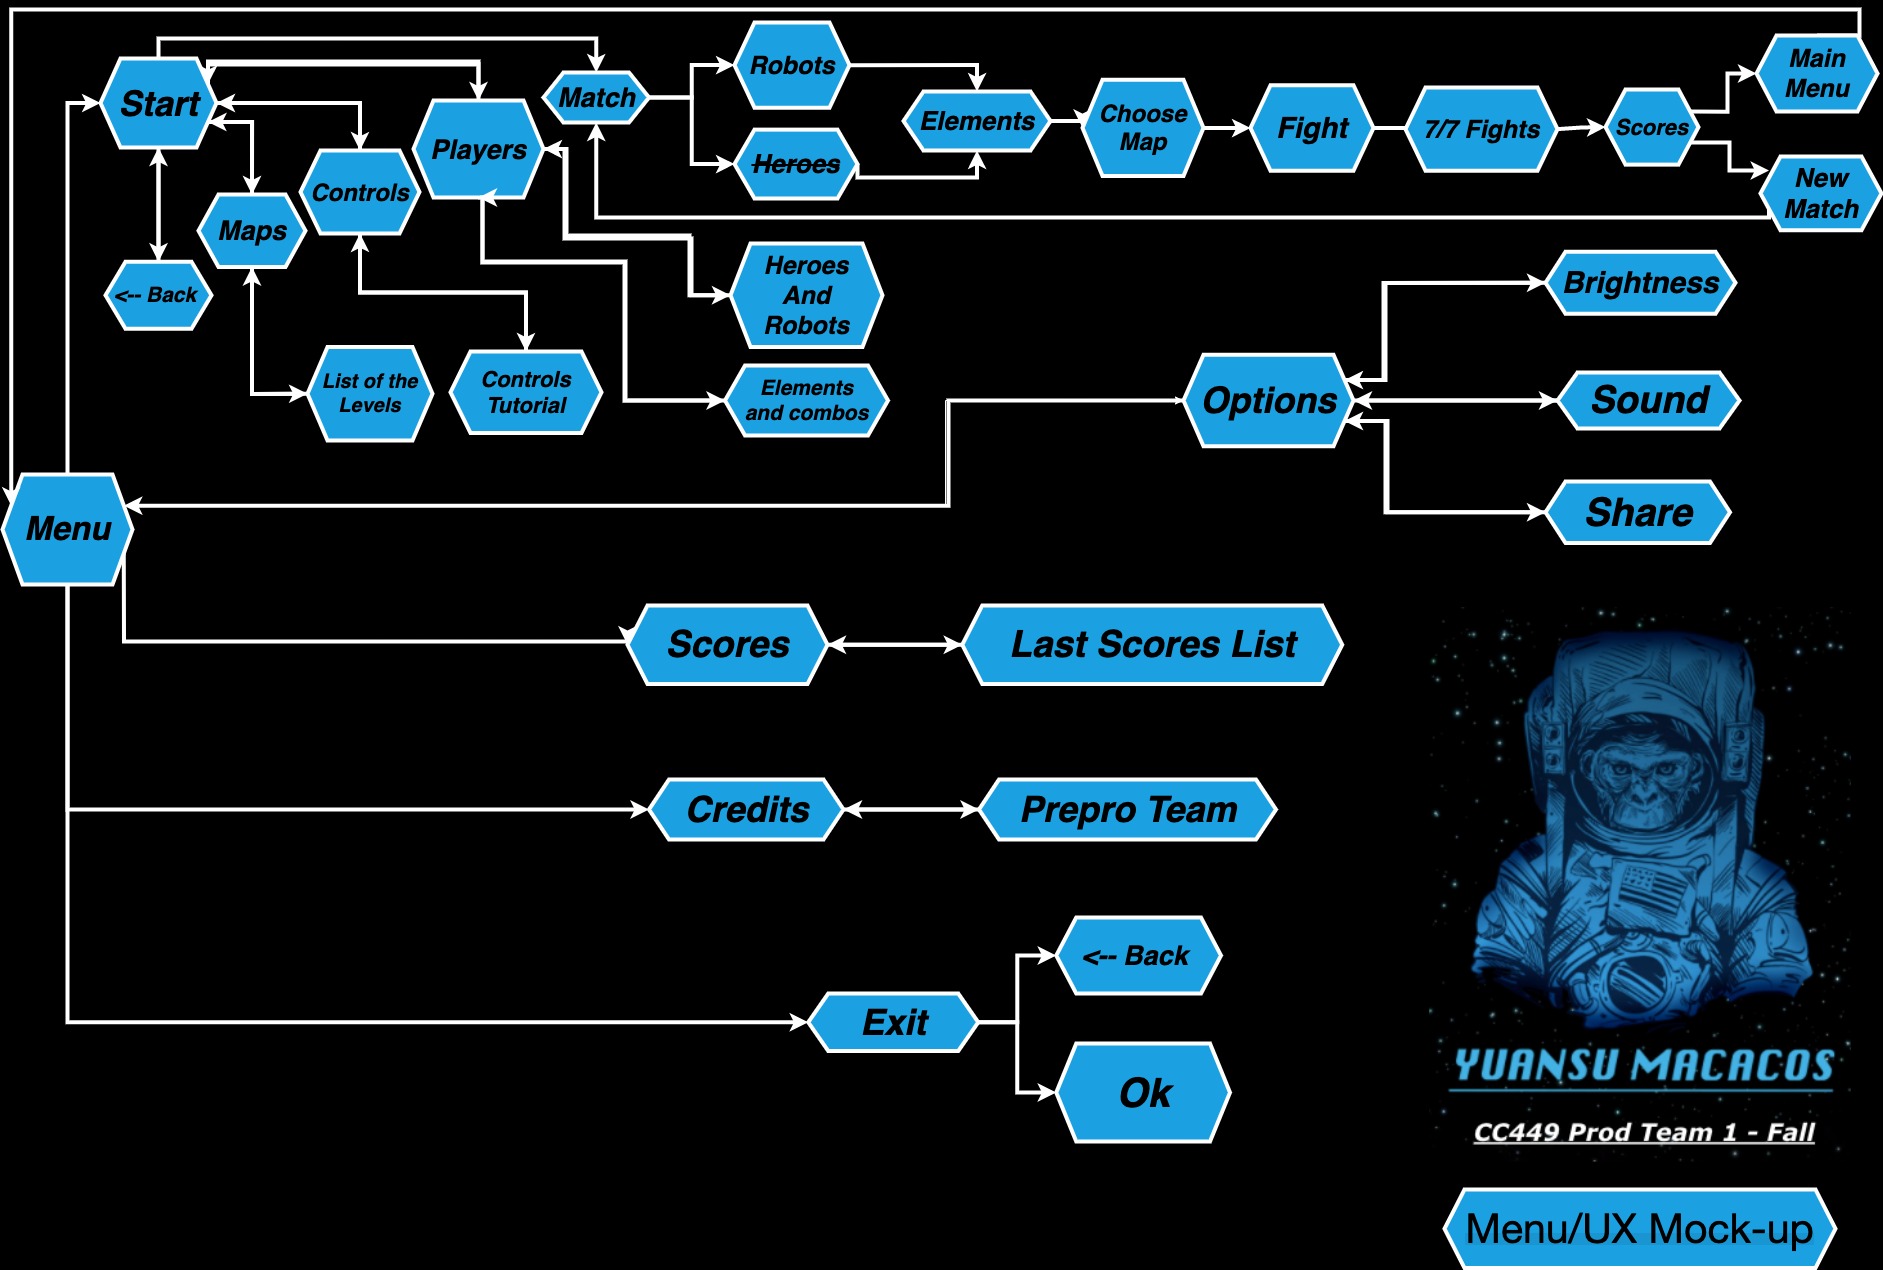 Start
Match
Robots
Heroes
Elements
Choose
Map
Fight
7/7 Fights
Scores
Main
Menu
New
Match
Players
Controls
Maps
<-- Back
Heroes
And
Robots
List of the
Levels
Controls
Tutorial
Elements
and combos
Brightness
Options
Sound
Share
Menu
Scores
Last Scores List
Credits
Prepro Team
Exit
<-- Back
Ok
YUANSU MACACOS
CC449 Prod Team 1 - Fall
Menu/UX Mock-up